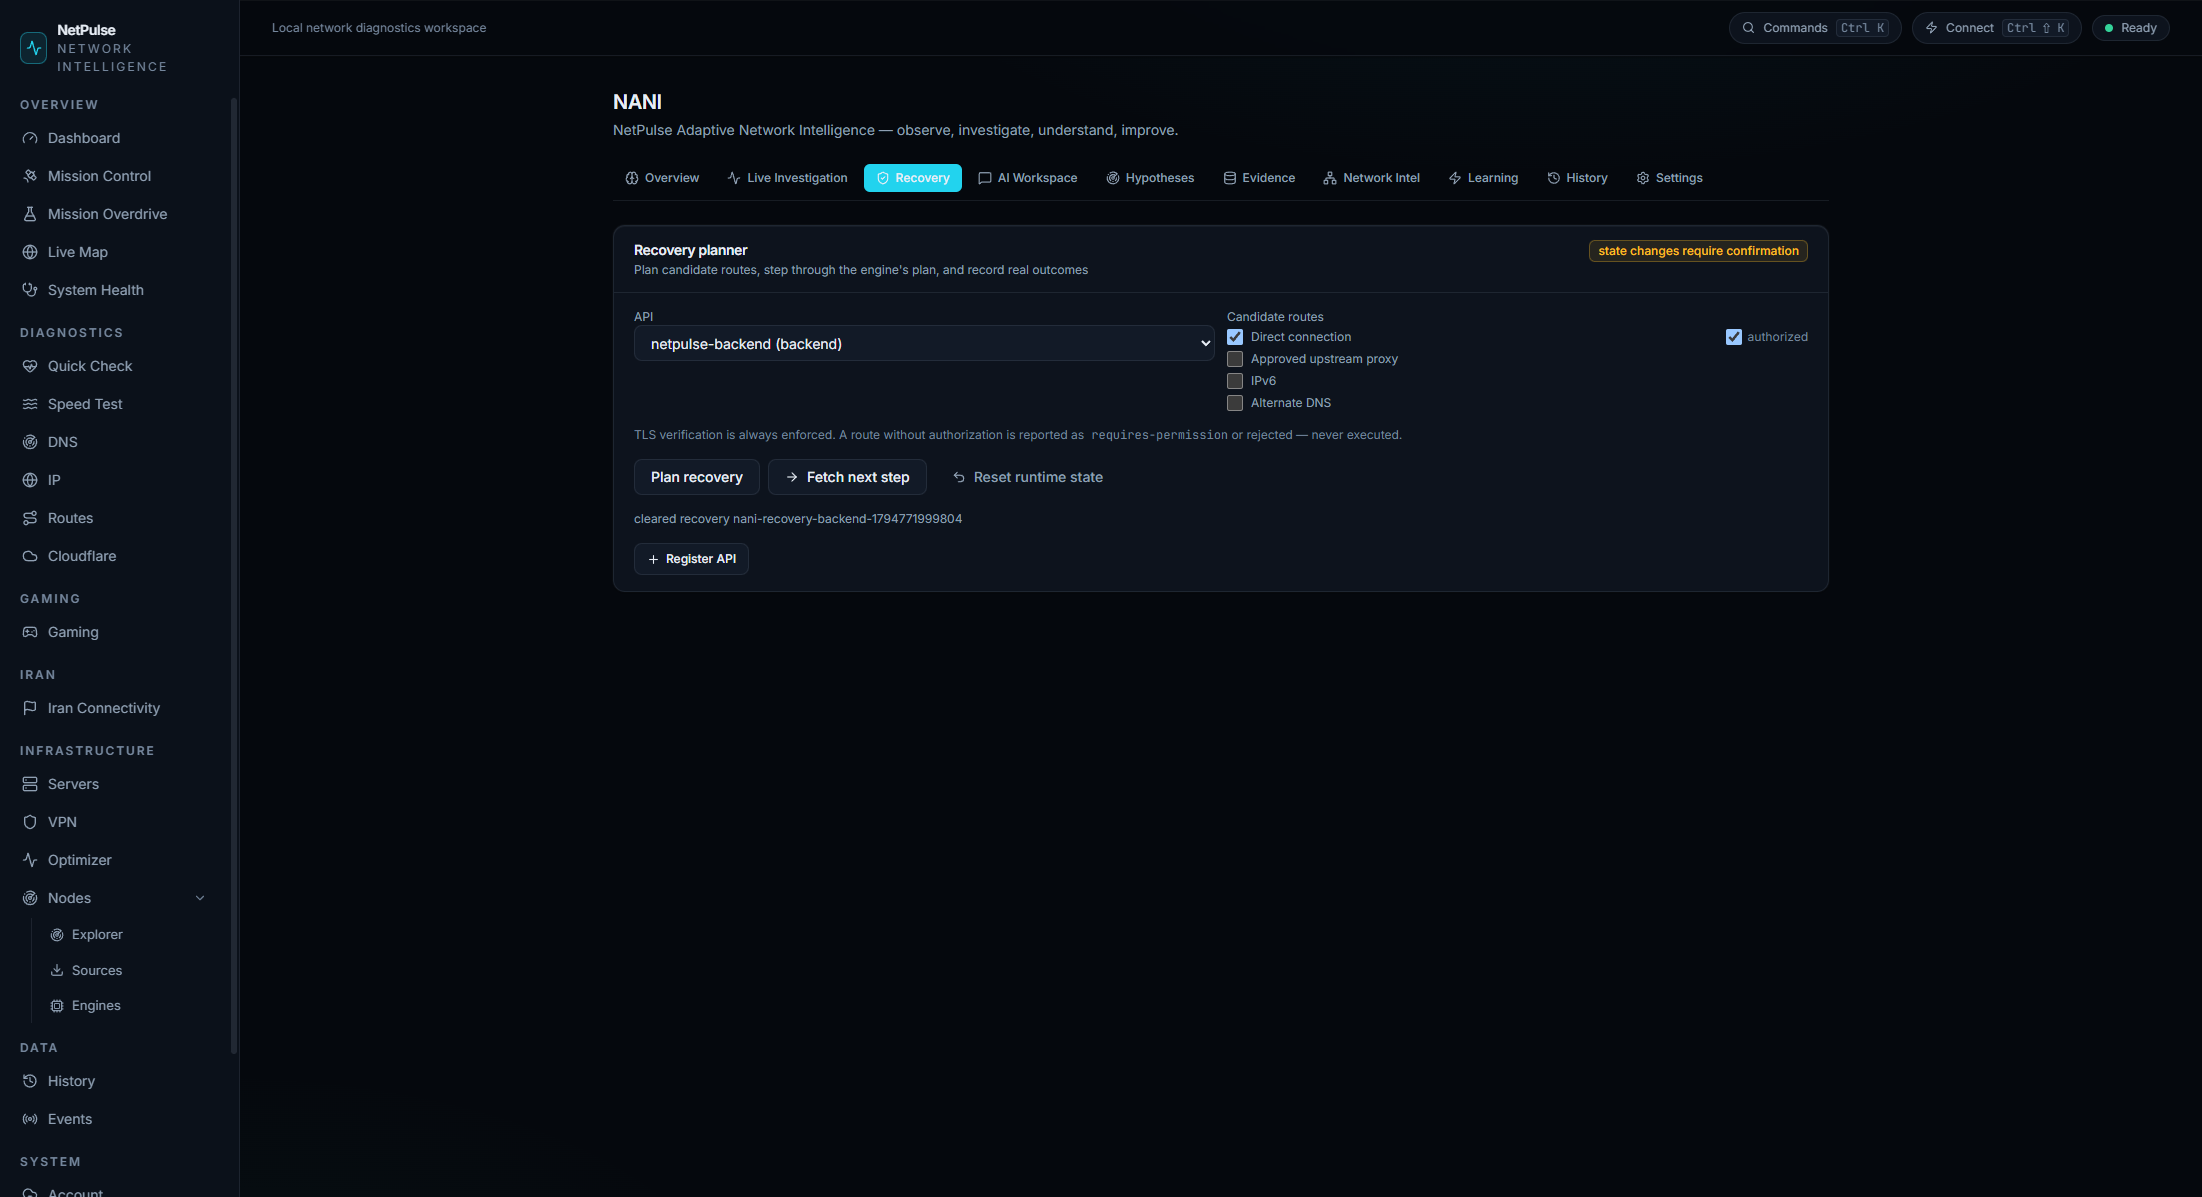 NetPulse
NETWORK
INTELLIGENCE
OVERVIEW
Dashboard
Mission Control
Mission Overdrive
Live Map
System Health
DIAGNOSTICS
Quick Check
Speed Test
DNS
IP
Routes
Cloudflare
GAMING
Gaming
IRAN
Iran Connectivity
INFRASTRUCTURE
Servers
VPN
Optimizer
Nodes
Explorer
Sources
Engines
DATA
History
Events
SYSTEM
Account
Local network diagnostics workspace
Commands Ctrl K
Connect Ctrl ⇧ K
Ready
NANI
NetPulse Adaptive Network Intelligence — observe, investigate, understand, improve.
Overview Live Investigation Recovery AI Workspace Hypotheses Evidence Network Intel Learning History Settings
Recovery planner
state changes require confirmation
Plan candidate routes, step through the engine's plan, and record real outcomes
API
netpulse-backend (backend)
Candidate routes
Direct connection authorized
Approved upstream proxy
IPv6
Alternate DNS
TLS verification is always enforced. A route without authorization is reported as requires-permission or rejected — never executed.
Plan recovery → Fetch next step Reset runtime state
cleared recovery nani-recovery-backend-1794771999804
+ Register API